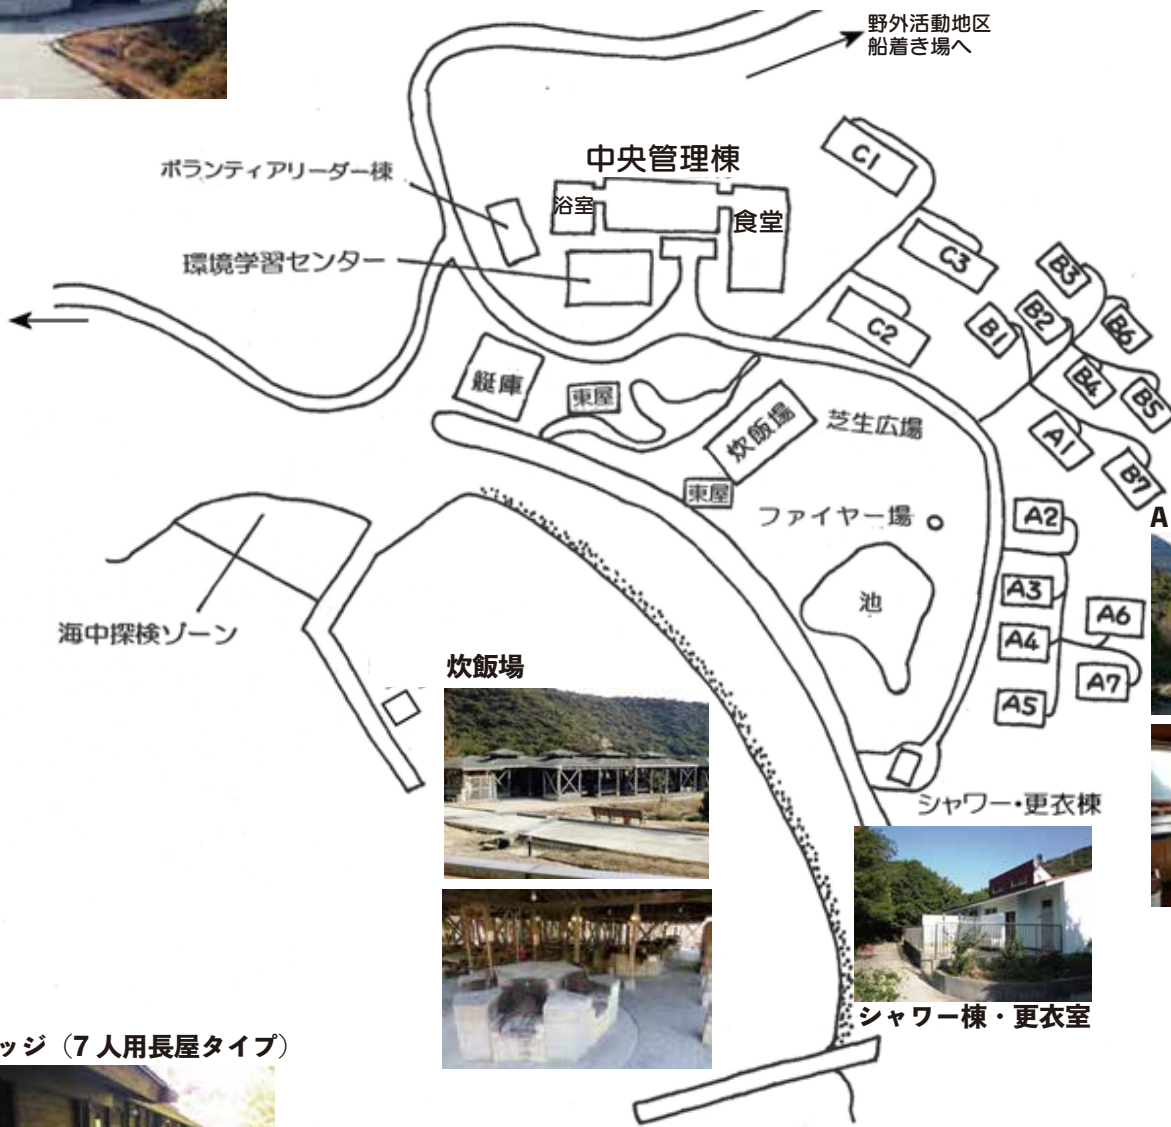 野外活動地区
船着き場へ
中央管理棟
ボランティアリーダー棟
浴室
食堂
環境学習センター
C1
C3
C2
B3
B2
B1
B6
B4
B5
A1
B7
艇庫
東屋
炊飯場
芝生広場
東屋
ファイヤー場
A2
A
池
A3
A6
A4
A7
A5
海中探検ゾーン
炊飯場
シャワー・更衣棟
シャワー棟・更衣室
ッジ（7人用長屋タイプ）